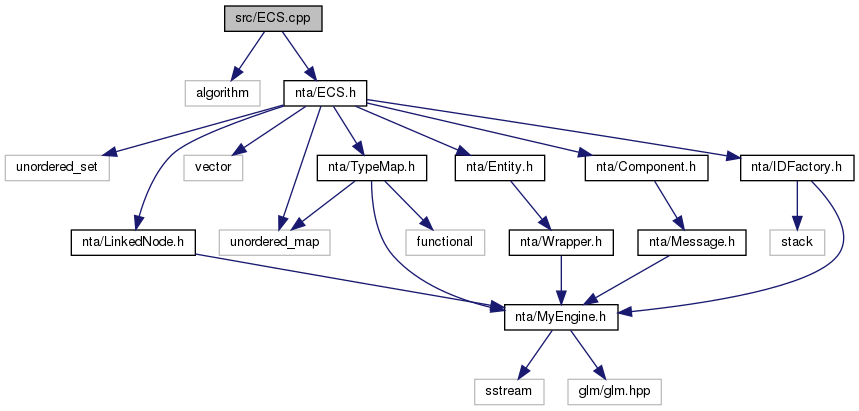 src/ECS.cpp
algorithm
nta/ECS.h
unordered_set
vector
nta/TypeMap.h
nta/Entity.h
nta/Component.h
nta/IDFactory.h
nta/LinkedNode.h
unordered_map
functional
nta/Wrapper.h
nta/Message.h
stack
nta/MyEngine.h
sstream
glm/glm.hpp